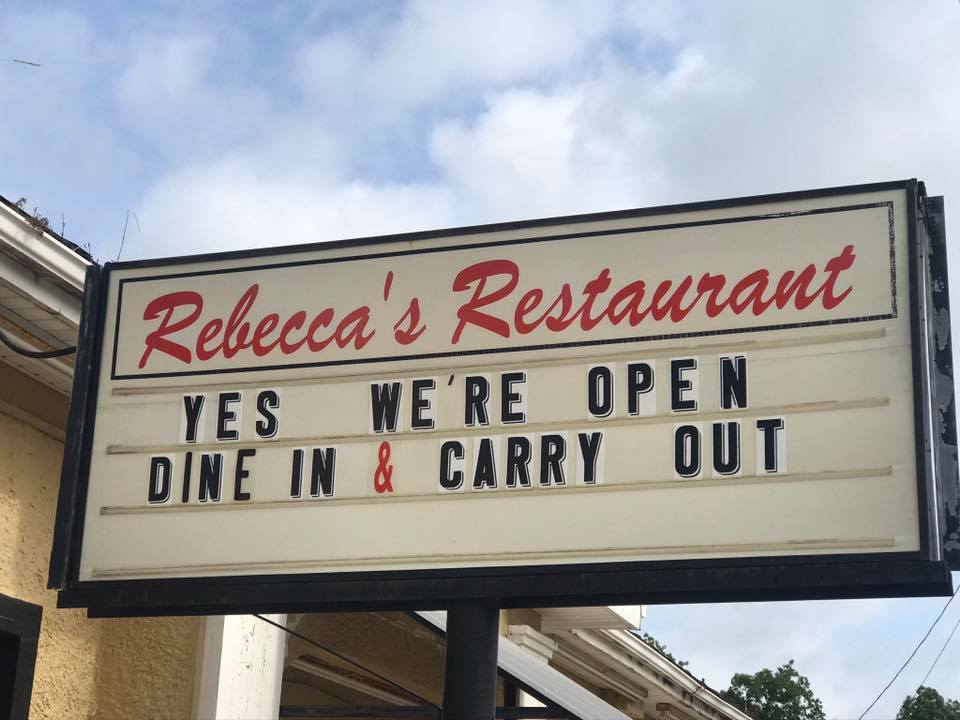 Rebecca's Restaurant
YES WE'RE OPEN
DINE IN & CARRY OUT